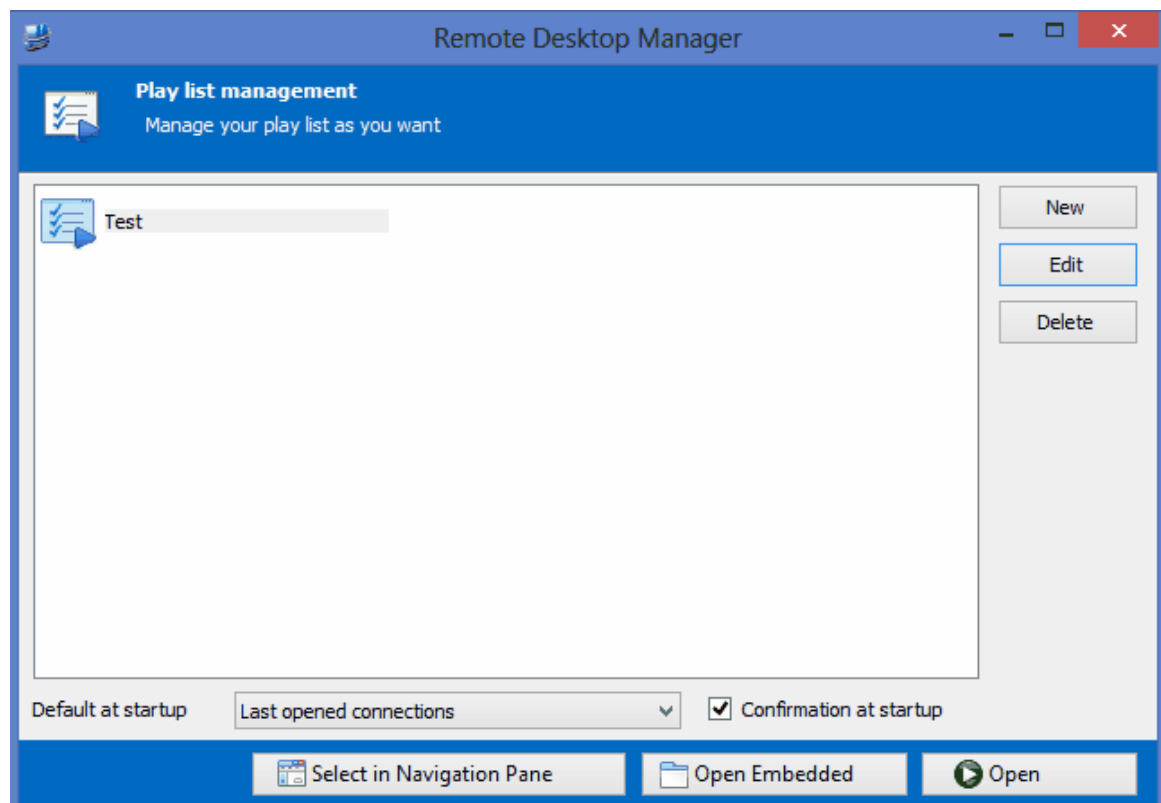 Remote Desktop Manager
Play list management
Manage your play list as you want
Test
New
Edit
Delete
Default at startup
Last opened connections
Confirmation at startup
Select in Navigation Pane
Open Embedded
Open